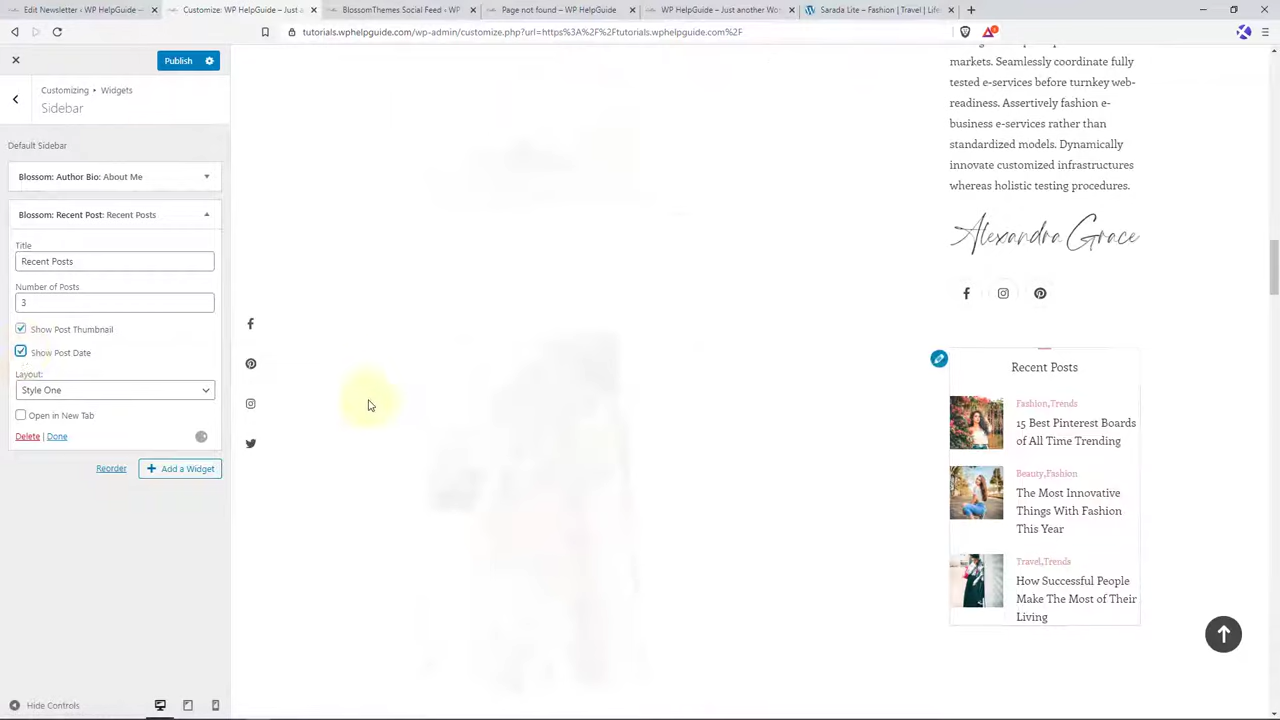 Edit Newsletter ‹ WP HelpGuide —
Customize: WP HelpGuide – Just a
BlossomThemes Social Feed ‹ WP
Page not found – WP HelpGuide
WP HelpGuide – Just another Wor
Sarada Lite – Fashion | Travel | Life
tutorials.wphelpguide.com/wp-admin/customize.php?url=https%3A%2F%2Ftutorials.wphelpguide.com%2F
Publish
Customizing ▸ Widgets
Sidebar
Default Sidebar
Blossom: Author Bio: About Me
Blossom: Recent Post: Recent Posts
Title
Recent Posts
Number of Posts
3
Show Post Thumbnail
Show Post Date
Layout:
Style One
Open in New Tab
Delete | Done
Reorder
Add a Widget
Hide Controls
markets. Seamlessly coordinate fully
tested e-services before turnkey web-
readiness. Assertively fashion e-
business e-services rather than
standardized models. Dynamically
innovate customized infrastructures
whereas holistic testing procedures.
Alexandra Grace
Recent Posts
Fashion,Trends
15 Best Pinterest Boards
of All Time Trending
Beauty,Fashion
The Most Innovative
Things With Fashion
This Year
Travel,Trends
How Successful People
Make The Most of Their
Living